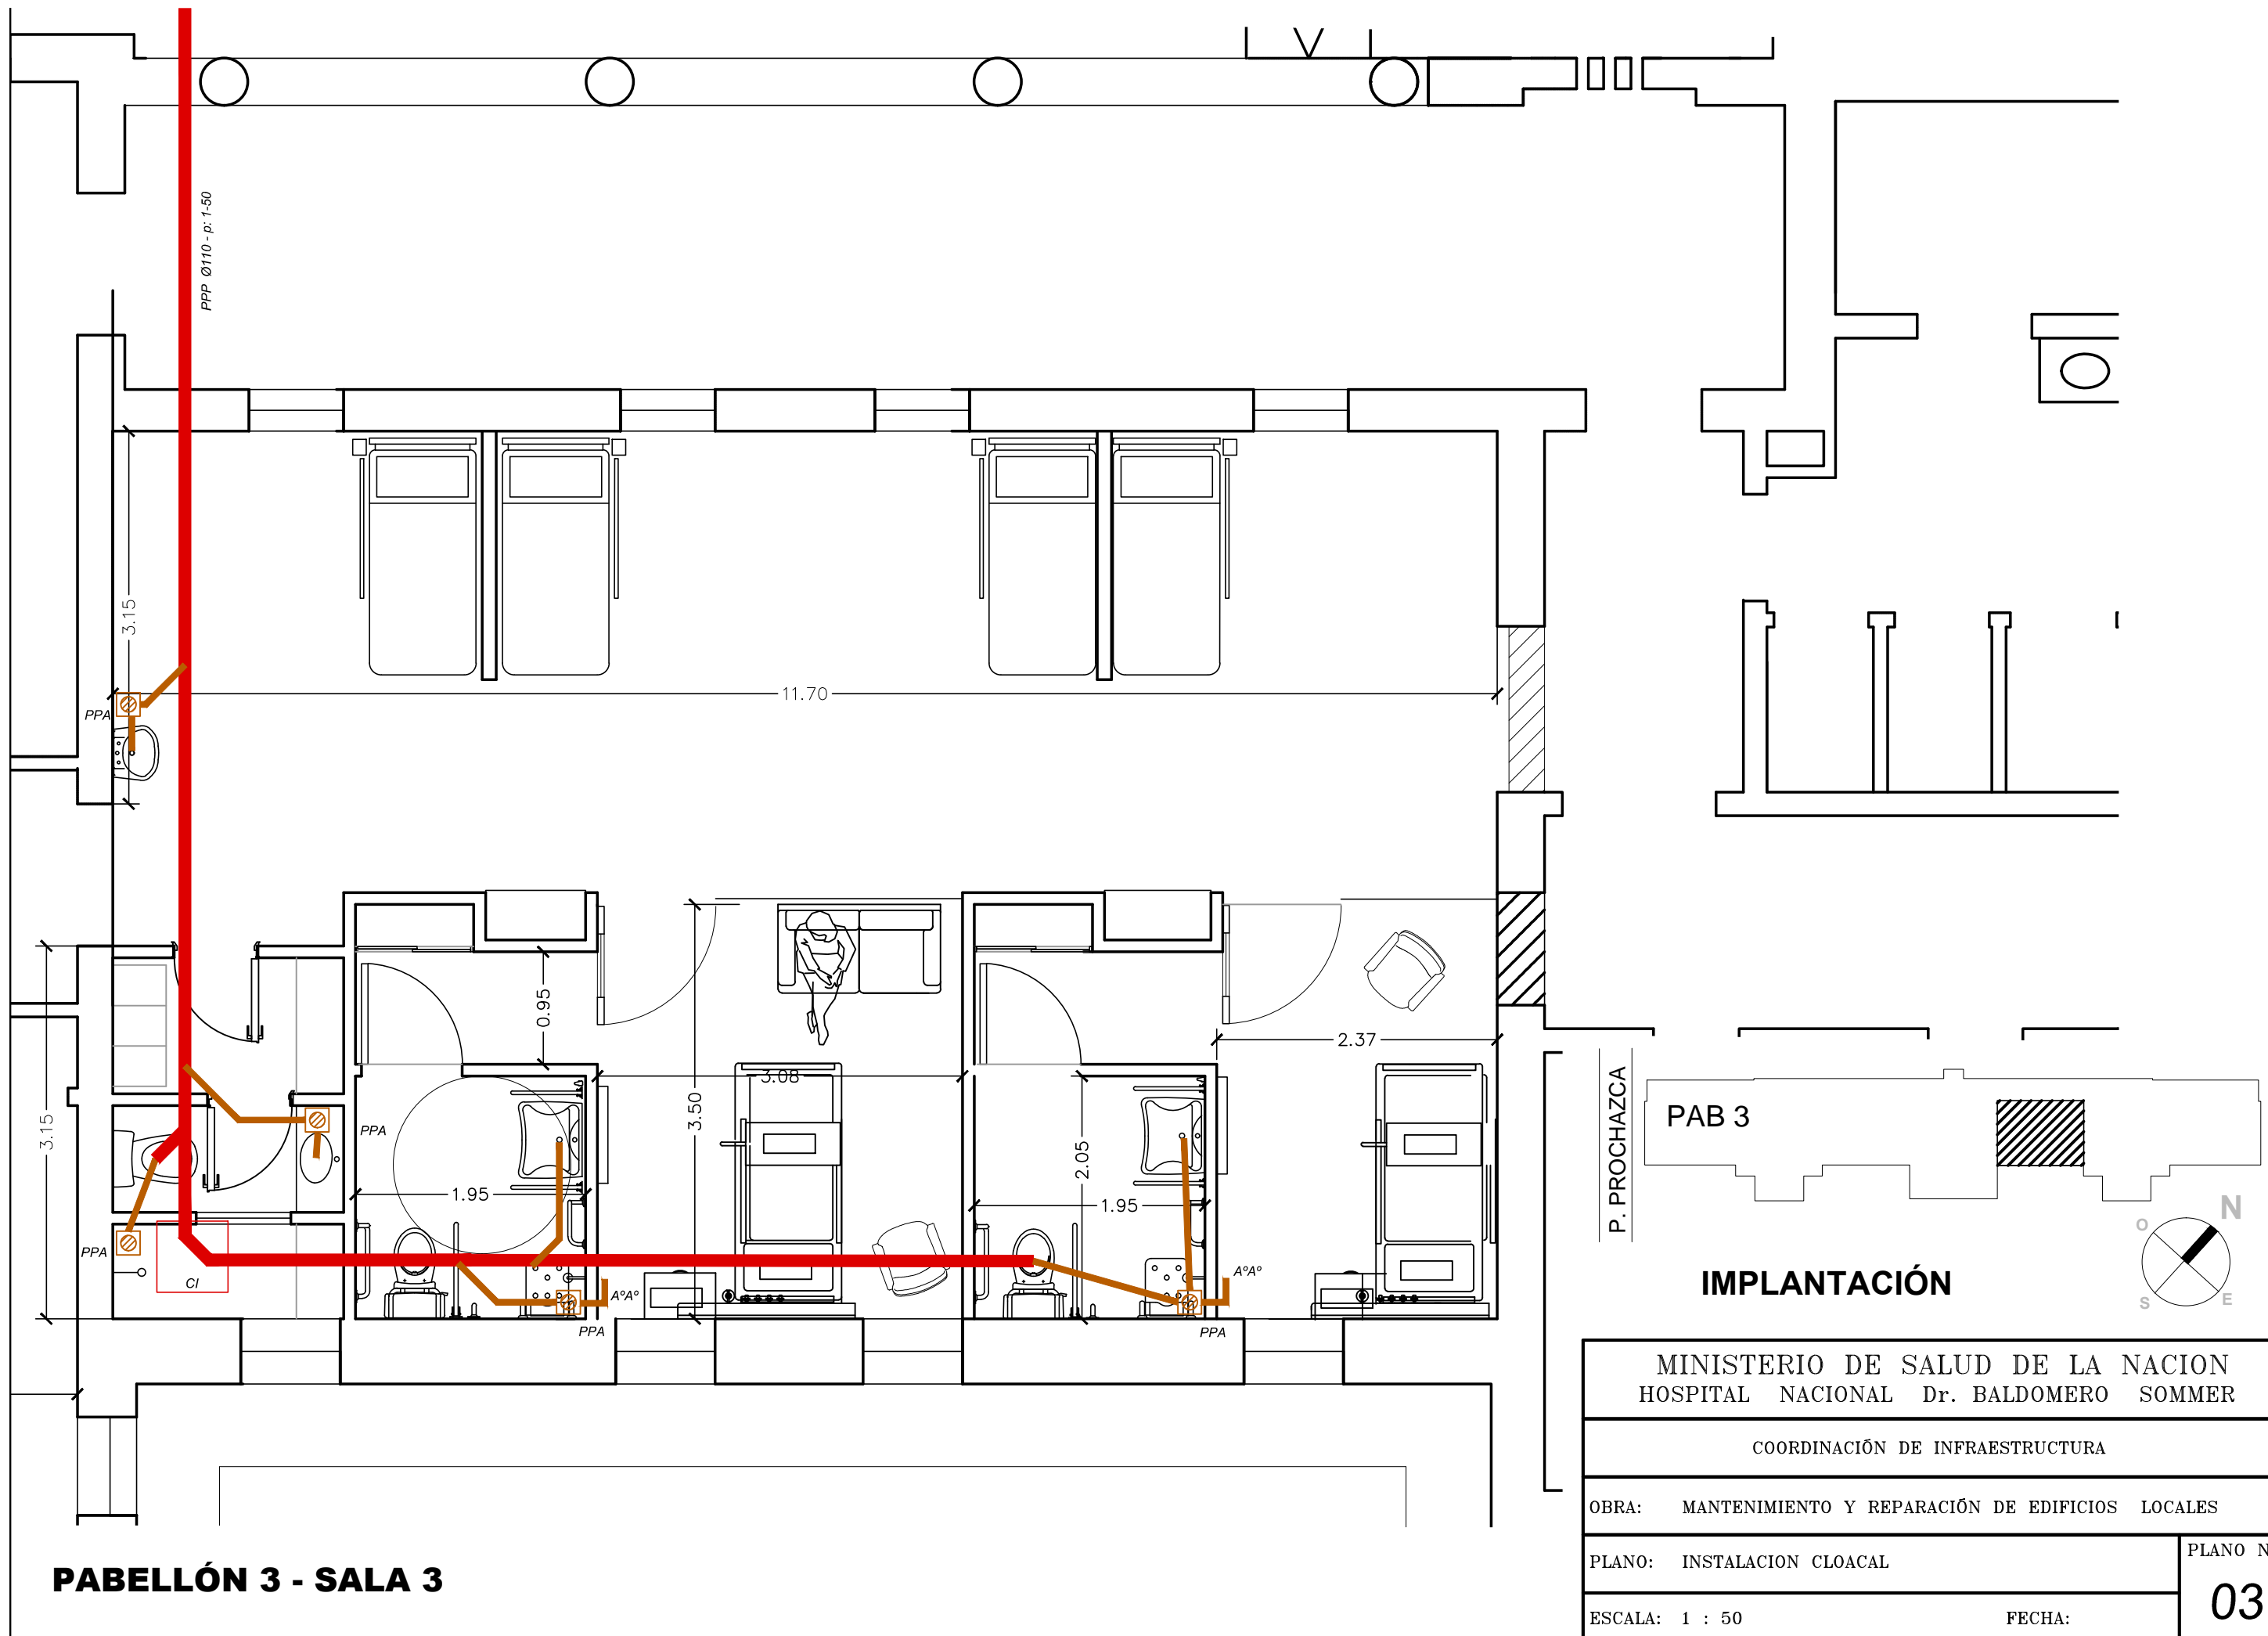 PPP Ø110 - p: 1-50
3.15
11.70
PPA
0.95
2.37
3.08
3.50
3.15
PPA
2.05
1.95
1.95
PPA
CI
AºAº
AºAº
PPA
PPA
P. PROCHAZCA
PAB 3
N
O
S
E
IMPLANTACIÓN
MINISTERIO DE SALUD DE LA NACION
HOSPITAL NACIONAL Dr. BALDOMERO SOMMER
COORDINACIÓN DE INFRAESTRUCTURA
OBRA: MANTENIMIENTO Y REPARACIÓN DE EDIFICIOS LOCALES
PLANO: INSTALACION CLOACAL
PLANO N
03
ESCALA: 1 : 50 FECHA:
PABELLÓN 3 - SALA 3